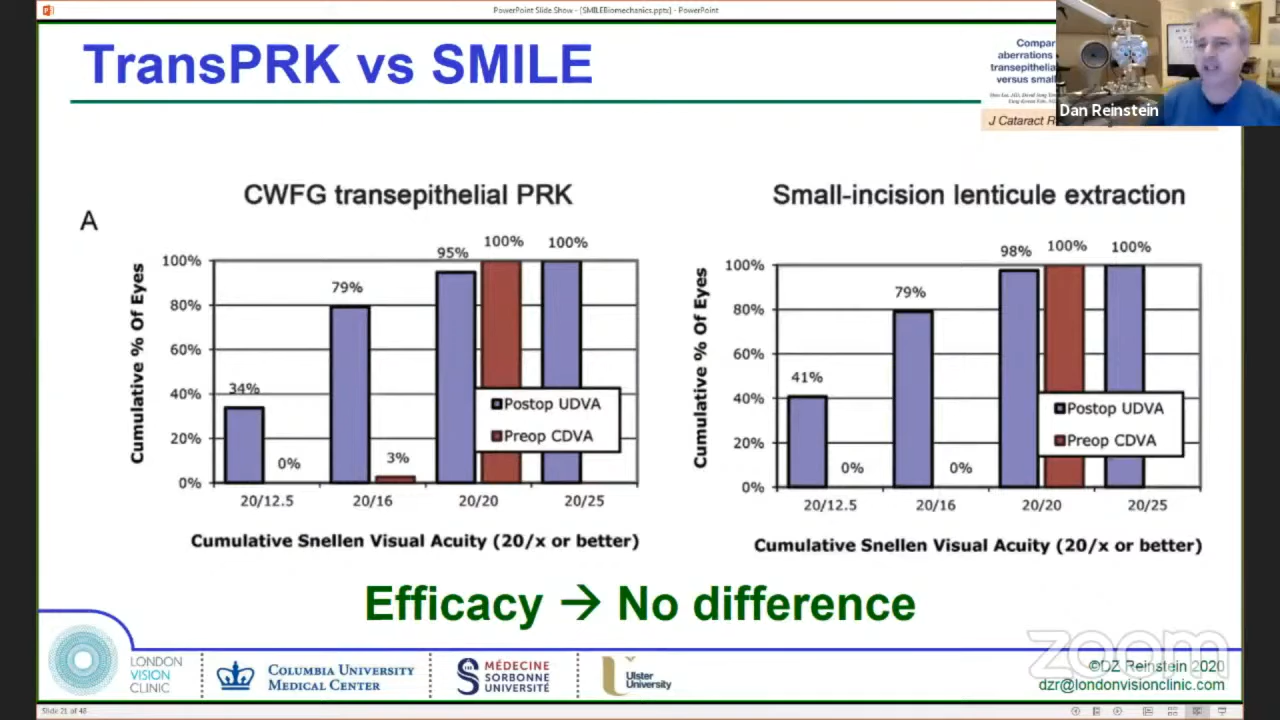 PowerPoint Slide Show - [SMILEBiomechanics.pptx] - PowerPoint
TransPRK vs SMILE
Compar
aberrations
transepithelia
versus small
J Cataract R
Dan Reinstein
A
CWFG transepithelial PRK
Cumulative % Of Eyes
100%
80%
60%
40%
20%
0%
34%
0%
79%
3%
95%
100%
100%
Postop UDVA
Preop CDVA
20/12.5
20/16
20/20
20/25
Cumulative Snellen Visual Acuity (20/x or better)
Small-incision lenticule extraction
Cumulative % Of Eyes
100%
80%
60%
40%
20%
0%
41%
0%
79%
0%
98%
100%
100%
Postop UDVA
Preop CDVA
20/12.5
20/16
20/20
20/25
Cumulative Snellen Visual Acuity (20/x or better)
Efficacy → No difference
LONDON
VISION
CLINIC
COLUMBIA UNIVERSITY
MEDICAL CENTER
MÉDECINE
SORBONNE
UNIVERSITÉ
Ulster
University
zoom
©DZ Reinstein 2020
dzr@londonvisionclinic.com
Slide 21 of 48